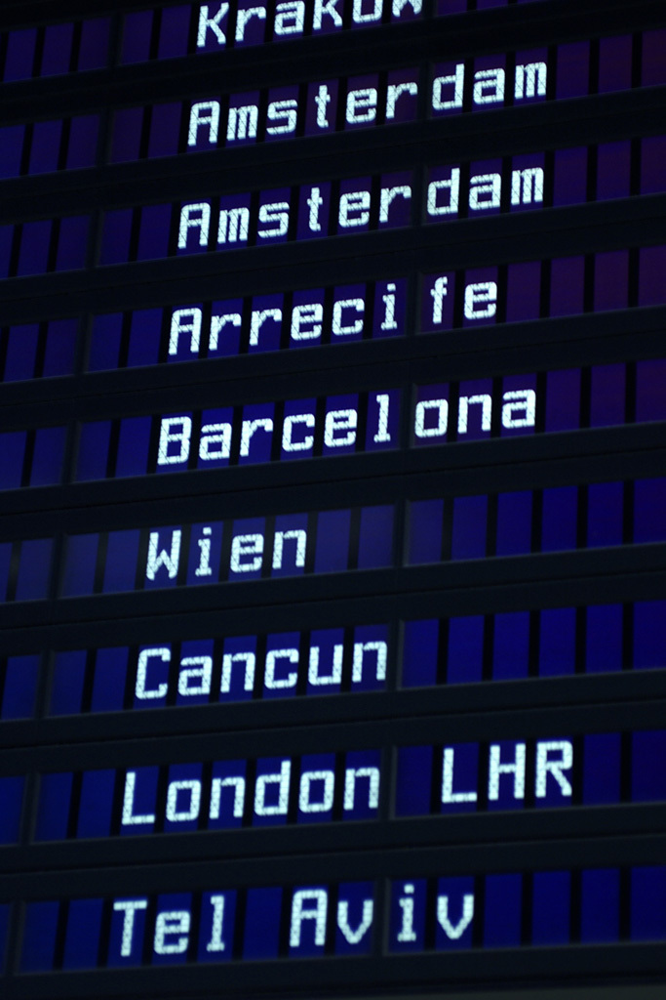 Krakow
Amsterdam
Amsterdam
Arrecife
Barcelona
Wien
Cancun
London LHR
Tel Aviv